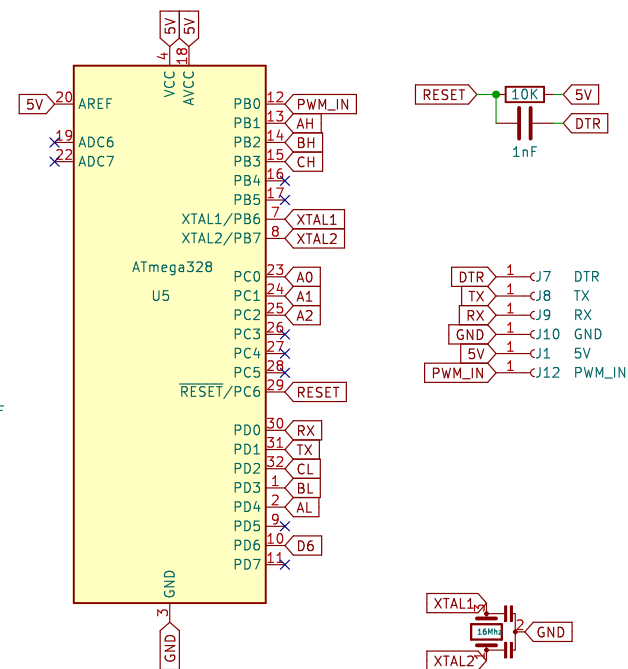 5V 5V
4 18
VCC AVCC
5V 20 AREF
19 ADC6
22 ADC7
PB0 12 PWM_IN
PB1 13 AH
PB2 14 BH
PB3 15 CH
PB4 16
PB5 17
XTAL1/PB6 7 XTAL1
XTAL2/PB7 8 XTAL2
ATmega328
U5
PC0 23 A0
PC1 24 A1
PC2 25 A2
PC3 26
PC4 27
PC5 28
RESET/PC6 29 RESET
PD0 30 RX
PD1 31 TX
PD2 32 CL
PD3 1 BL
PD4 2 AL
PD5 9
PD6 10 D6
PD7 11
GND
3
GND
RESET 10K 5V
DTR
1nF
DTR 1 J7 DTR
TX 1 J8 TX
RX 1 J9 RX
GND 1 J10 GND
5V 1 J1 5V
PWM_IN 1 J12 PWM_IN
XTAL1 3
16Mhz 2 GND
XTAL2 1